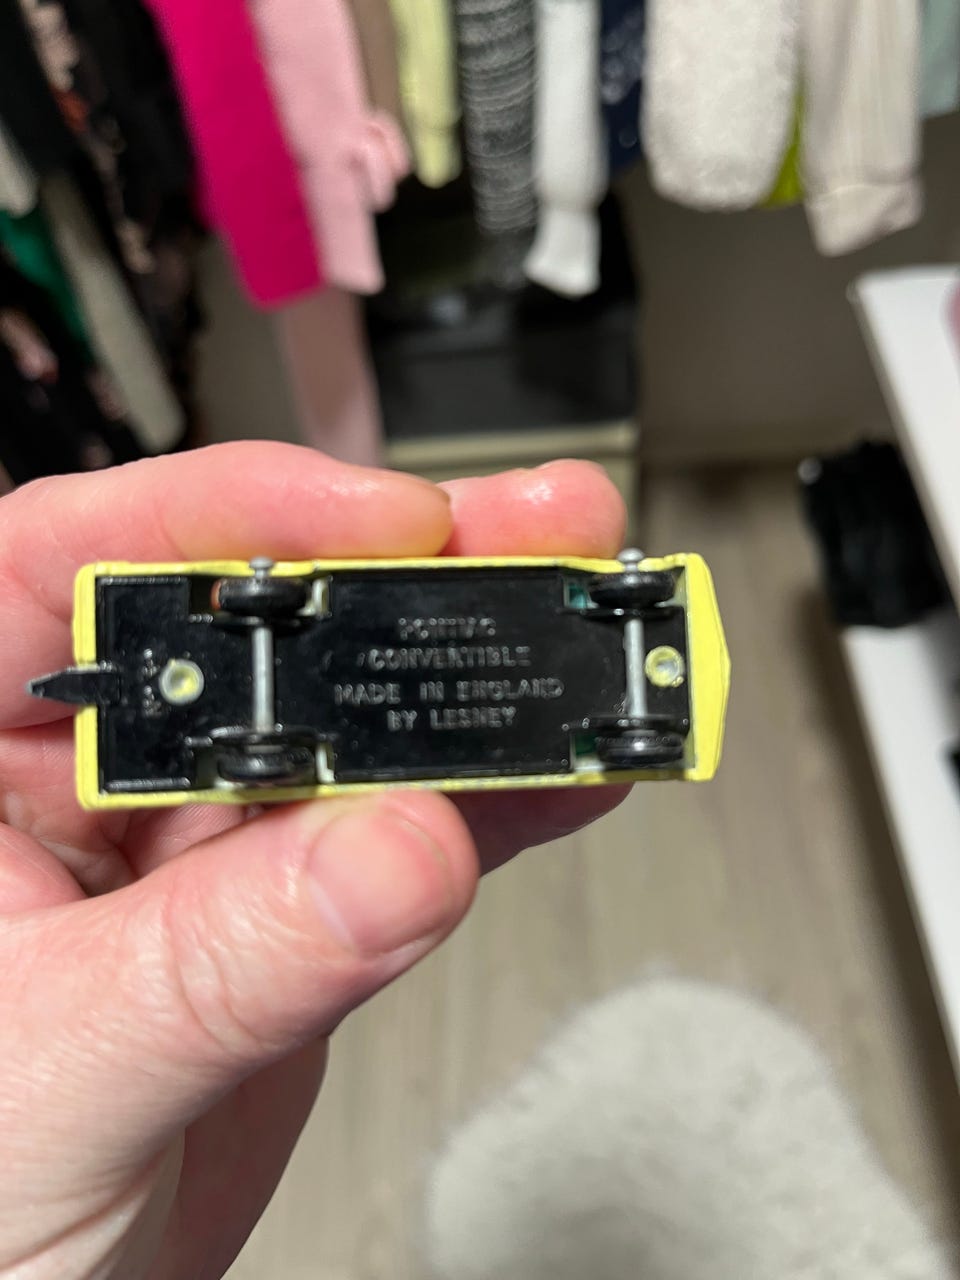 PONTIAC
CONVERTIBLE
MADE IN ENGLAND
BY LESNEY